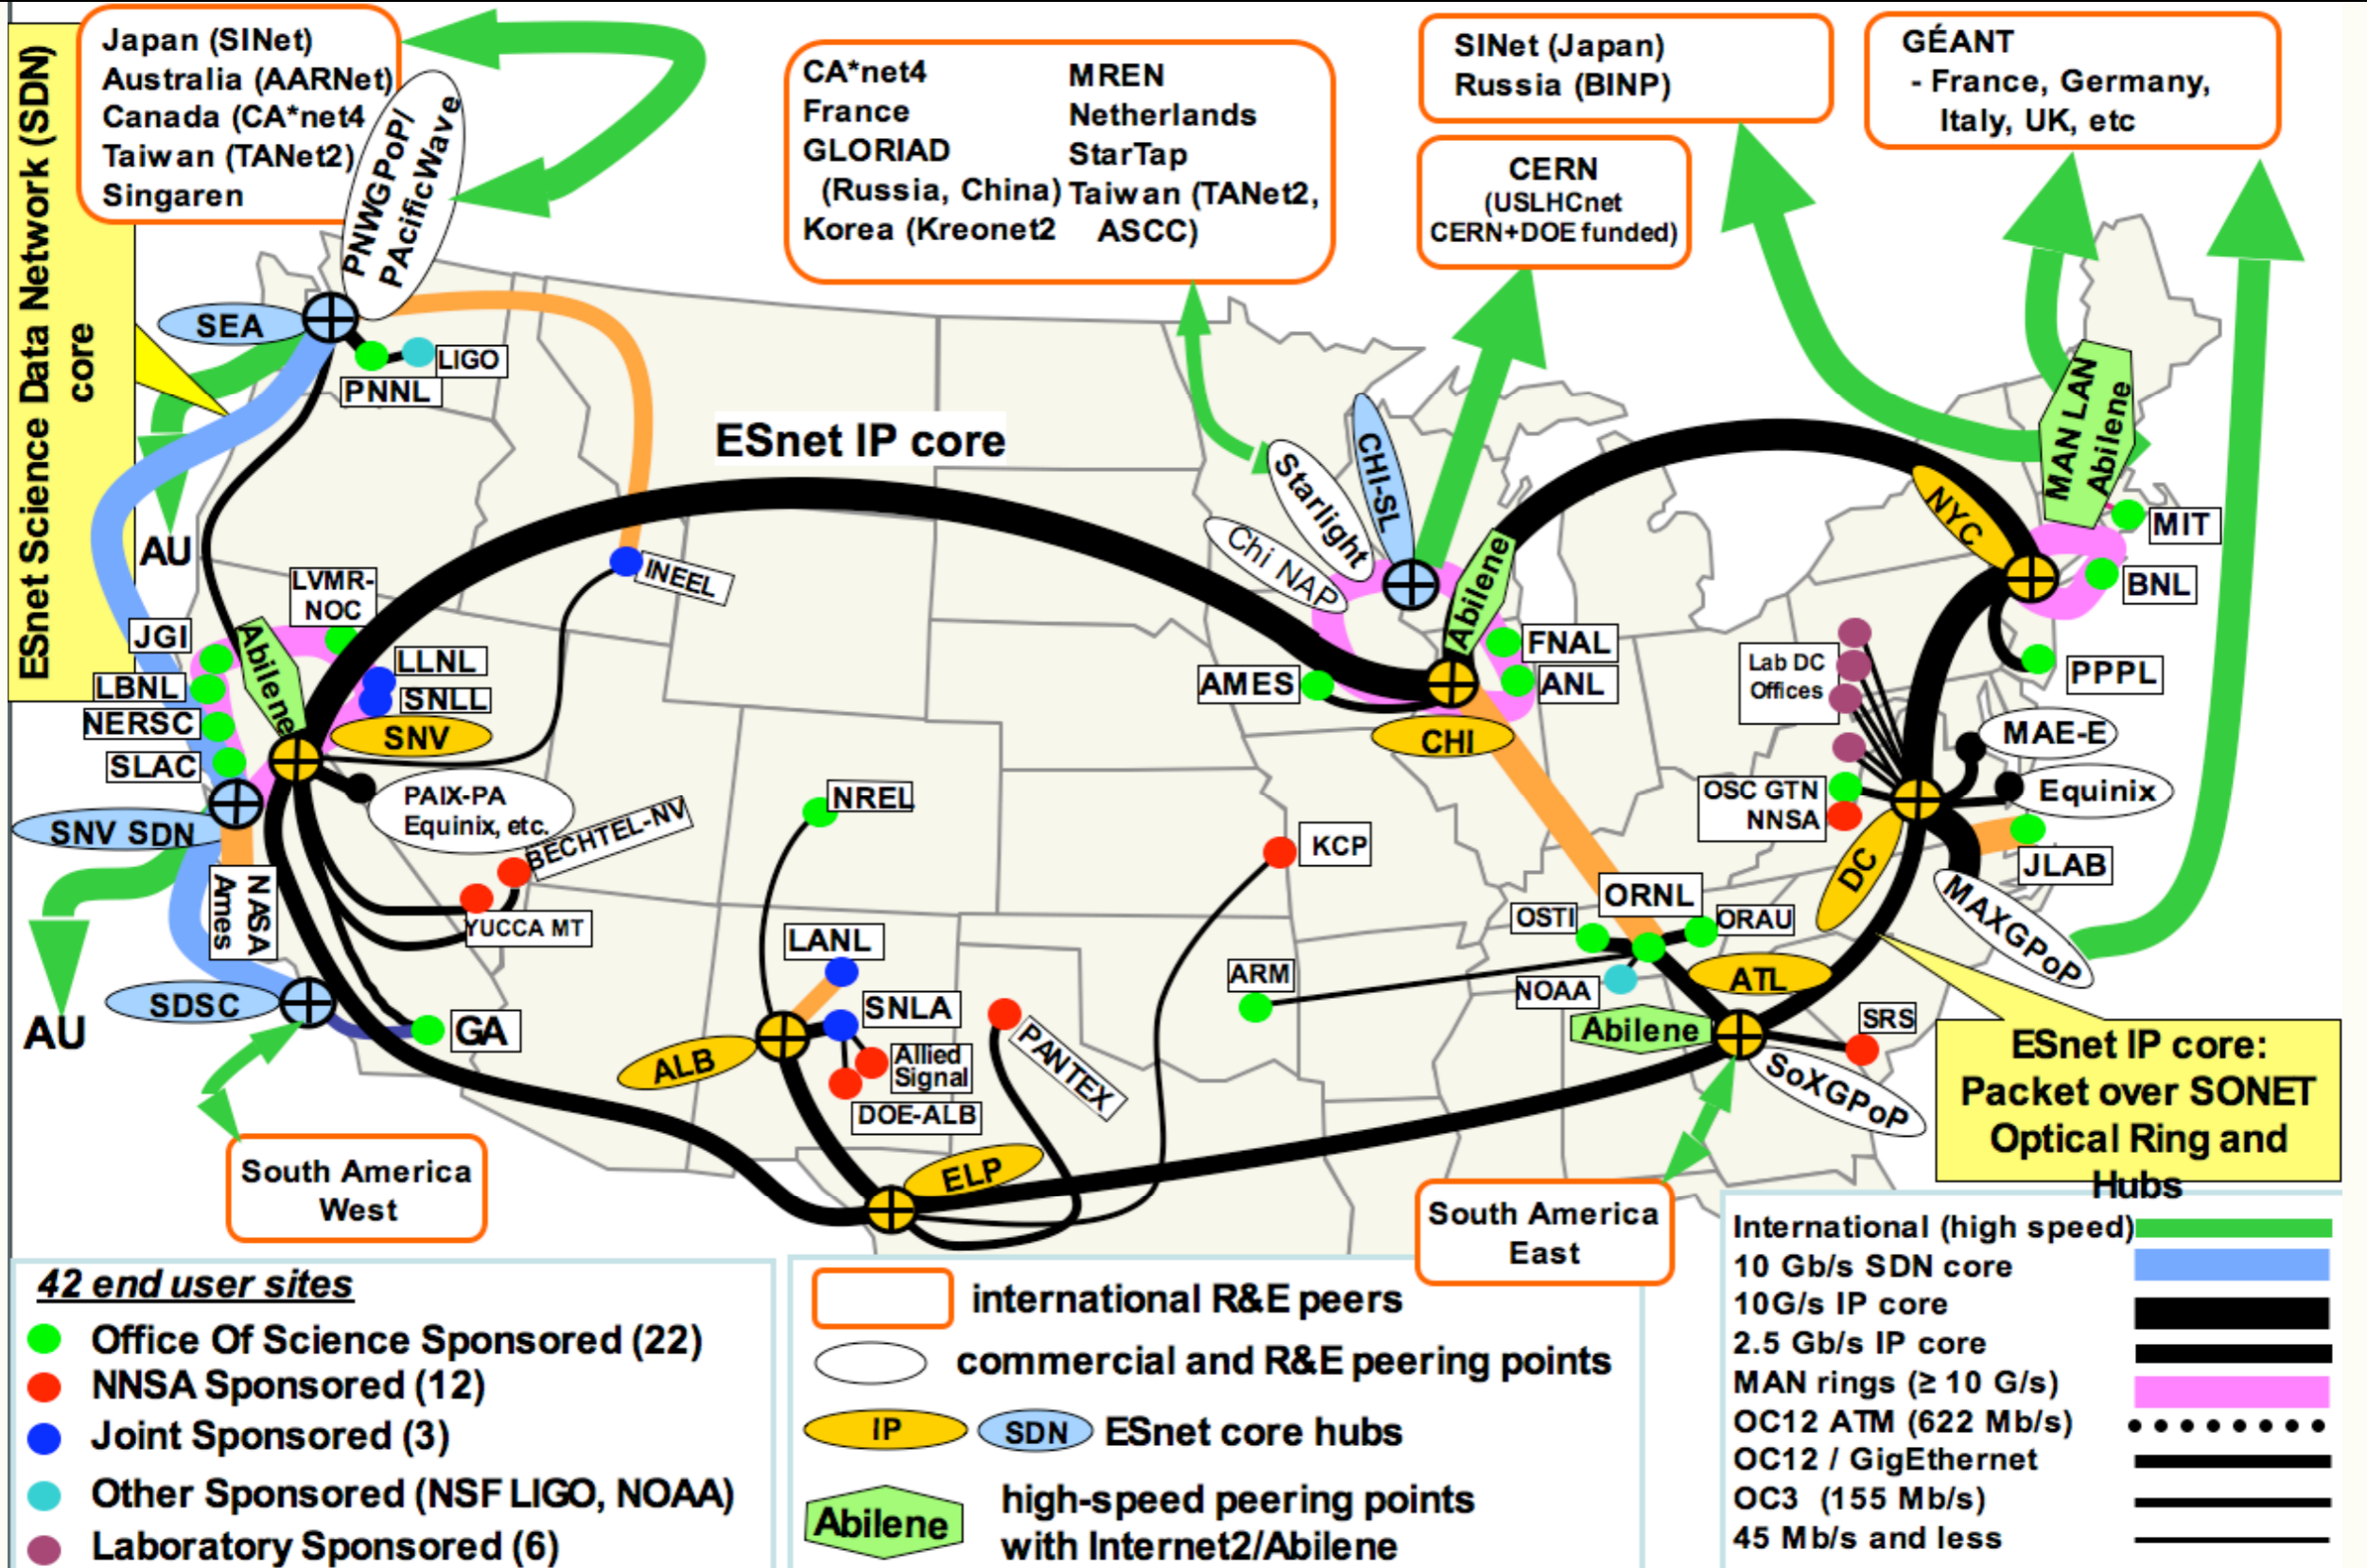 ESnet Science Data Network (SDN)
core
Japan (SINet)
Australia (AARNet)
Canada (CA*net4
Taiwan (TANet2)
Singaren
PNWGPoP/
PAcificWave
CA*net4
France
GLORIAD
(Russia, China)
Korea (Kreonet2
MREN
Netherlands
StarTap
Taiwan (TANet2,
ASCC)
SINet (Japan)
Russia (BINP)
CERN
(USLHCnet
CERN+DOE funded)
GÉANT
- France, Germany,
Italy, UK, etc
SEA
LIGO
PNNL
ESnet IP core
AU
INEEL
LVMR-
NOC
JGI
Abilene
LLNL
LBNL
SNLL
NERSC
SNV
SLAC
PAIX-PA
Equinix, etc.
SNV SDN
NASA
Ames
BECHTEL-NV
YUCCA MT
SDSC
GA
AU
South America
West
Starlight
CHI-SL
Chi NAP
Abilene
FNAL
AMES
ANL
CHI
NYC
MAN LAN
Abilene
MIT
BNL
PPPL
Lab DC
Offices
MAE-E
Equinix
OSC GTN
NNSA
DC
JLAB
MAXGPoP
NREL
KCP
LANL
SNLA
ALB
Allied
Signal
DOE-ALB
PANTEX
ELP
ARM
OSTI
ORNL
ORAU
NOAA
ATL
Abilene
SRS
SoXGPoP
South America
East
ESnet IP core:
Packet over SONET
Optical Ring and
Hubs
42 end user sites
Office Of Science Sponsored (22)
NNSA Sponsored (12)
Joint Sponsored (3)
Other Sponsored (NSF LIGO, NOAA)
Laboratory Sponsored (6)
international R&E peers
commercial and R&E peering points
IP
SDN
ESnet core hubs
Abilene
high-speed peering points
with Internet2/Abilene
International (high speed)
10 Gb/s SDN core
10G/s IP core
2.5 Gb/s IP core
MAN rings (≥ 10 G/s)
OC12 ATM (622 Mb/s)
OC12 / GigEthernet
OC3 (155 Mb/s)
45 Mb/s and less